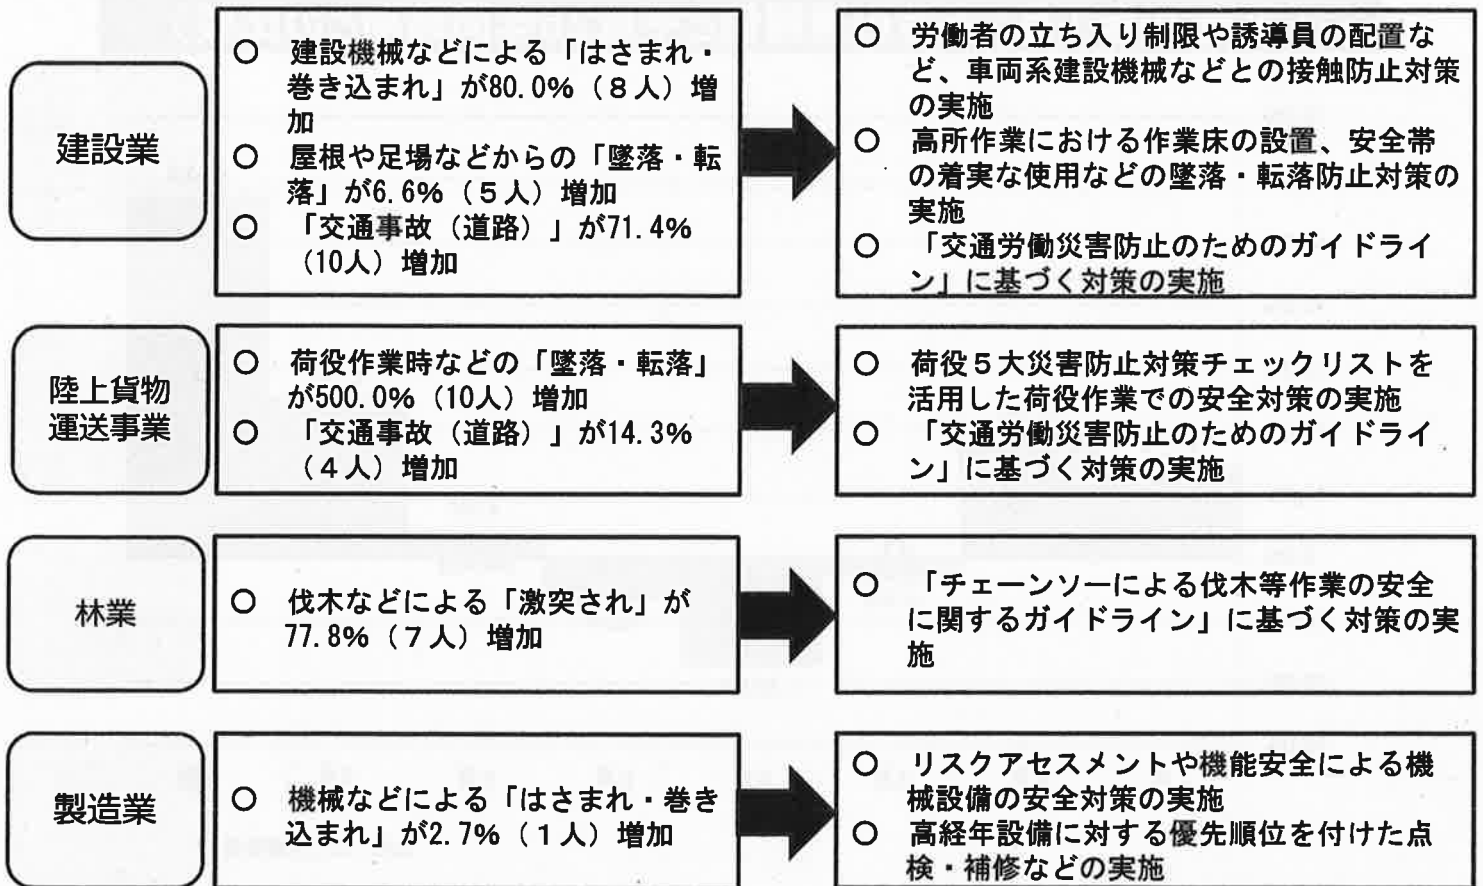 建設業
○ 建設機械などによる「はさまれ・
巻き込まれ」が80.0%（８人）増
加
○ 屋根や足場などからの「墜落・転
落」が6.6%（５人）増加
○ 「交通事故（道路）」が71.4%
（10人）増加
○ 労働者の立ち入り制限や誘導員の配置な
ど、車両系建設機械などとの接触防止対策
の実施
○ 高所作業における作業床の設置、安全帯
の着実な使用などの墜落・転落防止対策の
実施
○ 「交通労働災害防止のためのガイドライ
ン」に基づく対策の実施
陸上貨物
運送事業
○ 荷役作業時などの「墜落・転落」
が500.0%（10人）増加
○ 「交通事故（道路）」が14.3%
（４人）増加
○ 荷役５大災害防止対策チェックリストを
活用した荷役作業での安全対策の実施
○ 「交通労働災害防止のためのガイドライ
ン」に基づく対策の実施
林業
○ 伐木などによる「激突され」が
77.8%（７人）増加
○ 「チェーンソーによる伐木等作業の安全
に関するガイドライン」に基づく対策の実
施
製造業
○ 機械などによる「はさまれ・巻き
込まれ」が2.7%（１人）増加
○ リスクアセスメントや機能安全による機
械設備の安全対策の実施
○ 高経年設備に対する優先順位を付けた点
検・補修などの実施